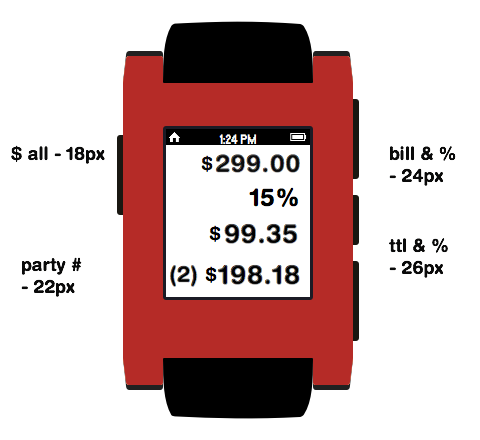 1:24 PM
$299.00
15%
$99.35
(2) $198.18
$ all - 18px
party #
- 22px
bill & %
- 24px
ttl & %
- 26px